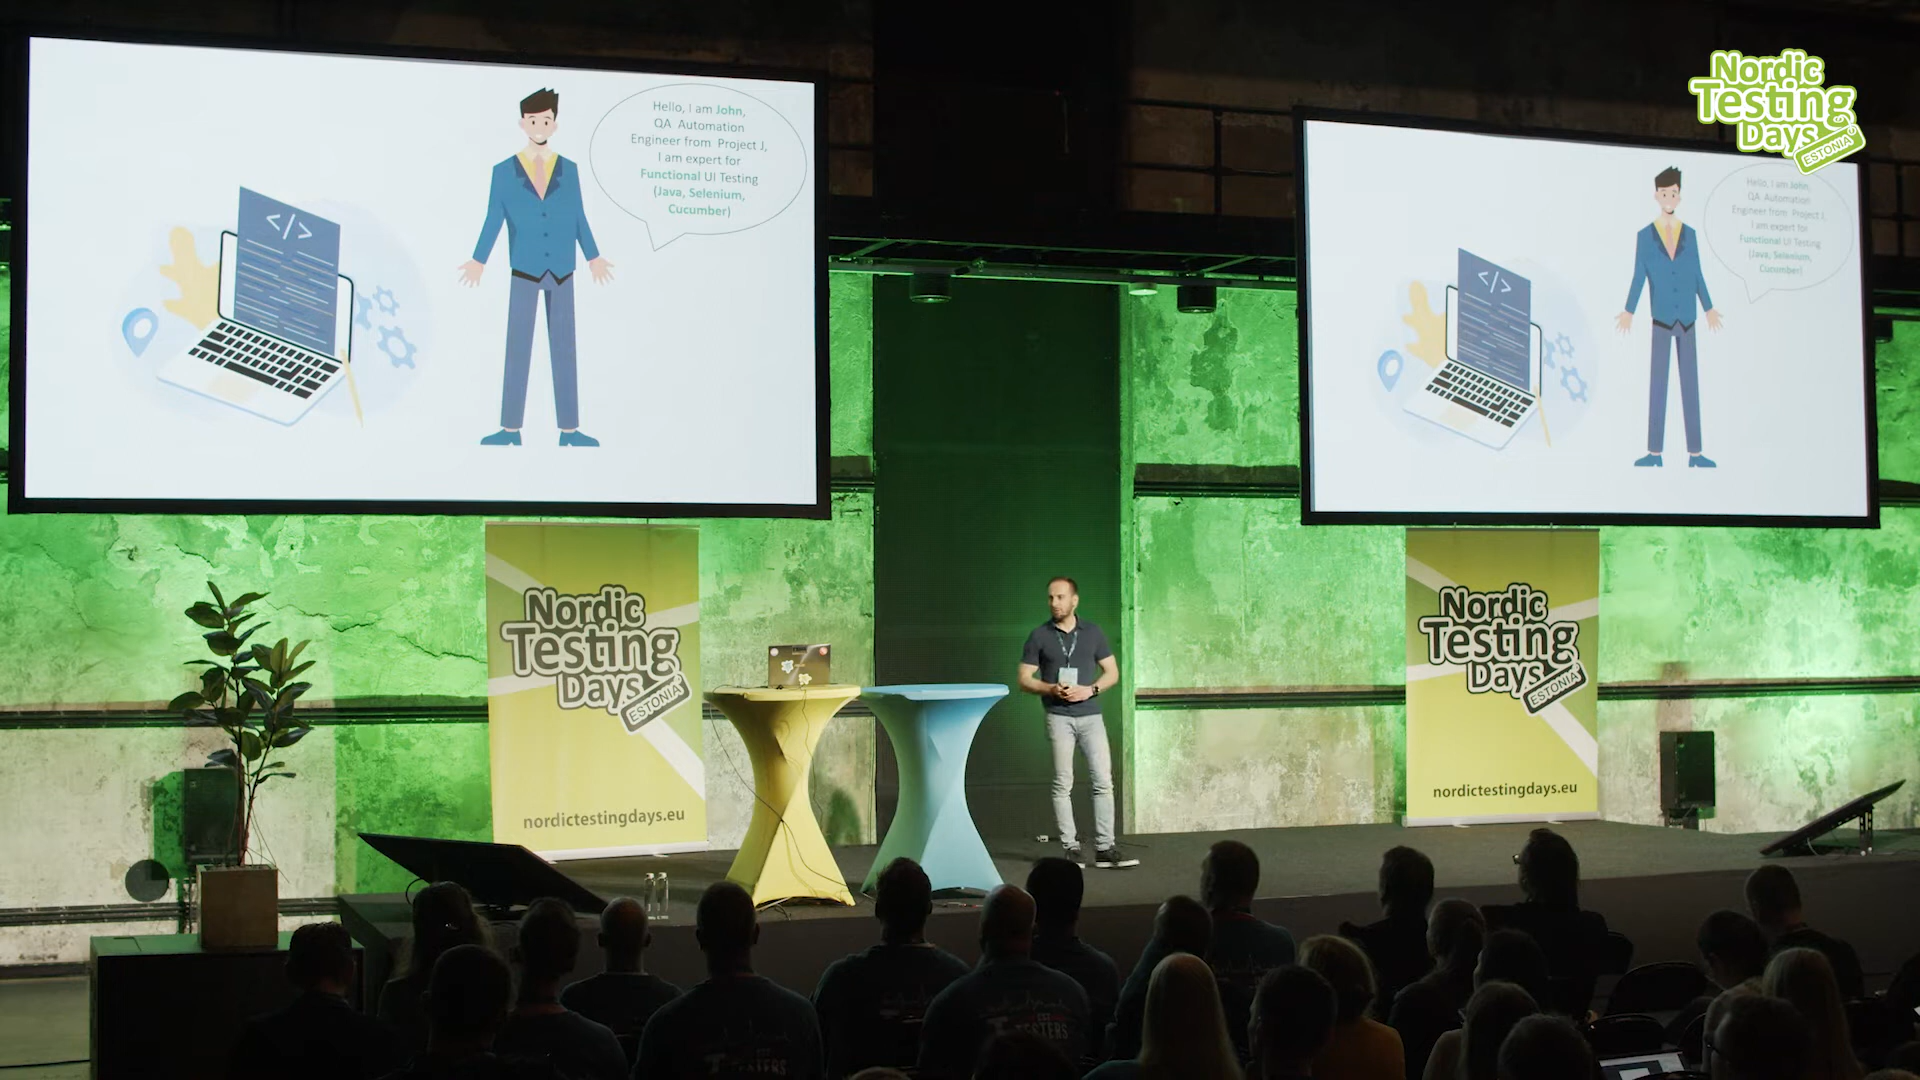 Hello, I am John,
QA Automation
Engineer from Project J,
I am expert for
Functional UI Testing
(Java, Selenium,
Cucumber)
</>
Nordic
Testing
Days
ESTONIA
Hello, I am John,
QA Automation
Engineer from Project J,
I am expert for
Functional UI Testing
(Java, Selenium,
Cucumber)
</>
Nordic
Testing
Days
ESTONIA
nordictestingdays.eu
Nordic
Testing
Days
ESTONIA
nordictestingdays.eu
TESTERS
TESTERS